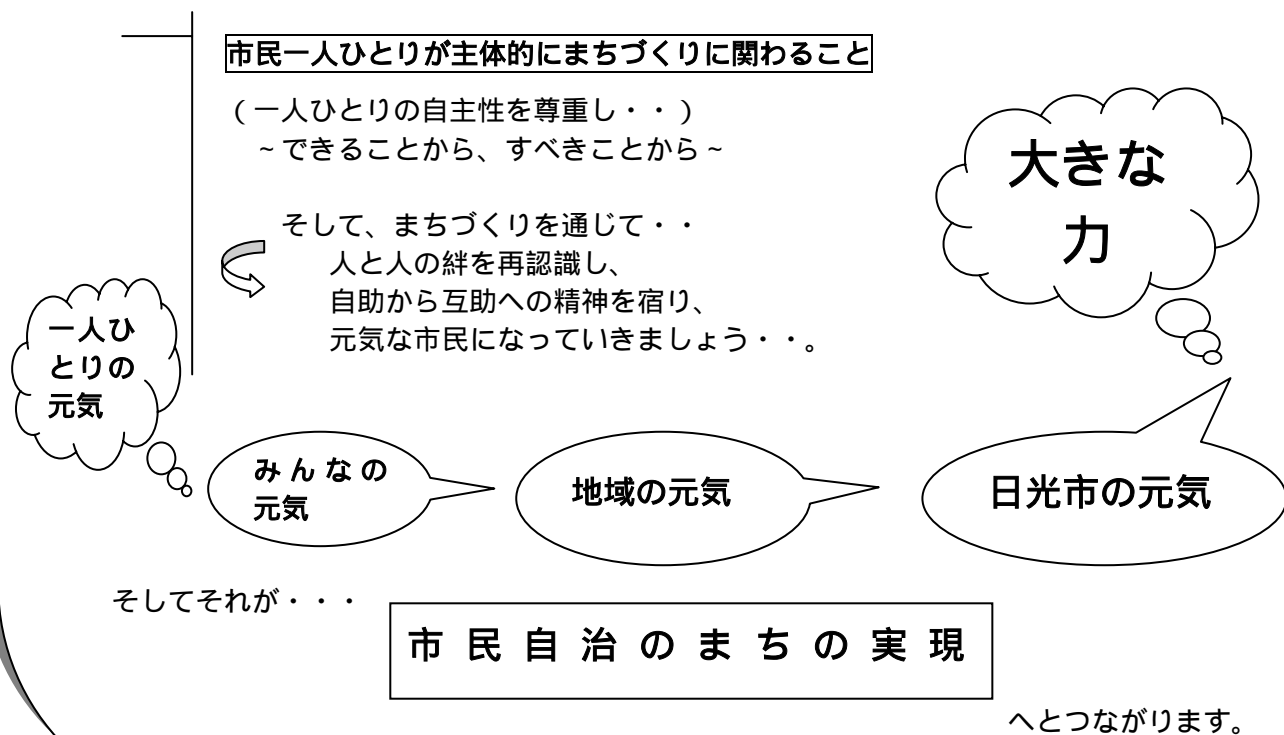 市民一人ひとりが主体的にまちづくりに関わること
（一人ひとりの自主性を尊重し・・）
~できることから、すべきことから~
そして、まちづくりを通じて・・
人と人の絆を再認識し、
自助から互助への精神を宿り、
元気な市民になっていきましょう・・。
一人ひ
とりの
元気
みんなの
元気
地域の元気
日光市の元気
大きな
力
そしてそれが・・・
市民自治のまちの実現
へとつながります。